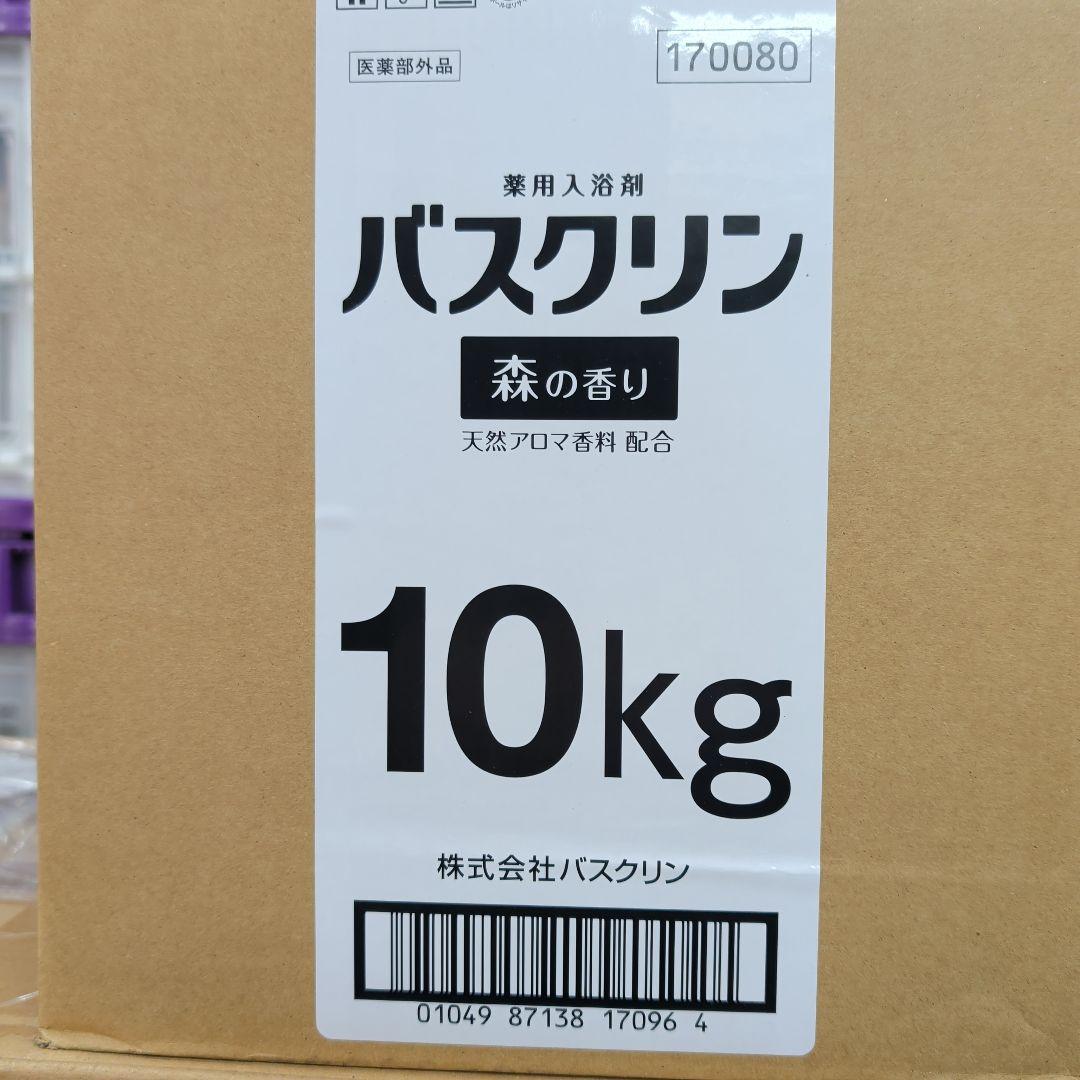 医薬部外品
170080
薬用入浴剤
バスクリン
森の香り
天然アロマ香料 配合
10kg
株式会社バスクリン
01049 87138 17096 4